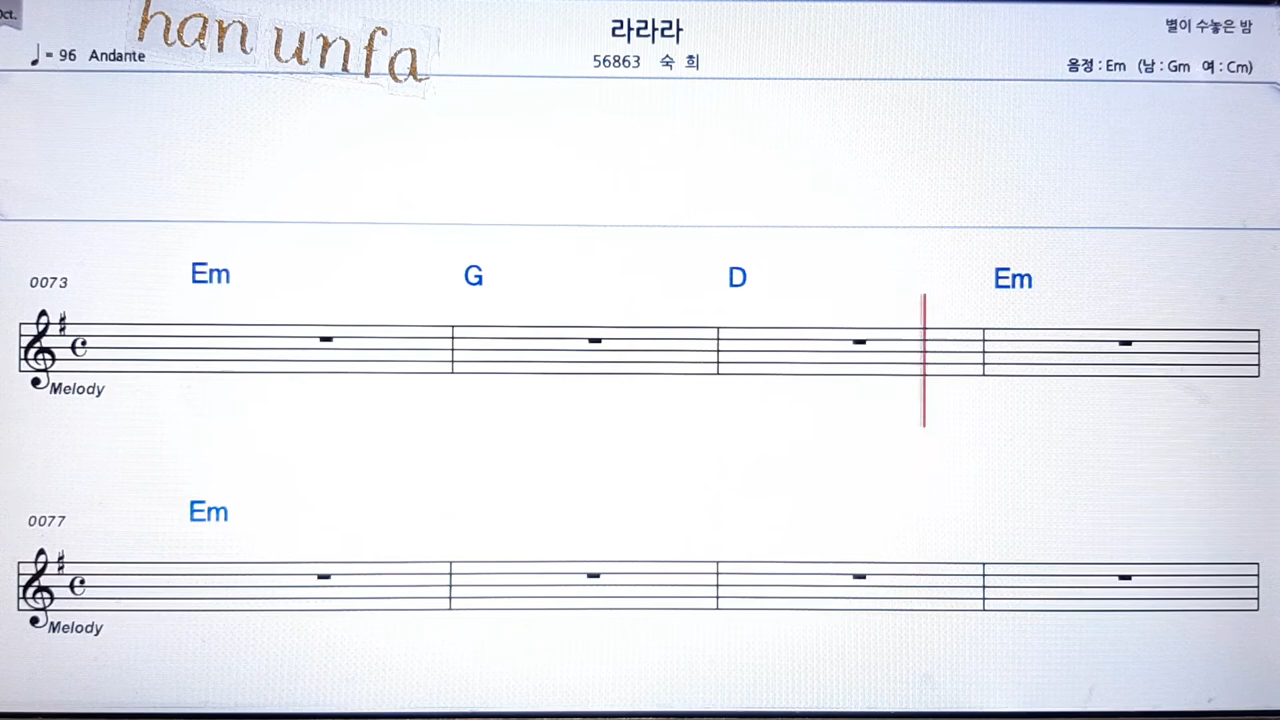 Oct.
han unfa
라라라
별이 수놓은 밤
♩ = 96 Andante
56863 숙 희
음정 : Em (남 : Gm 여 : Cm)
0073 Em G D Em
Melody
0077 Em
Melody